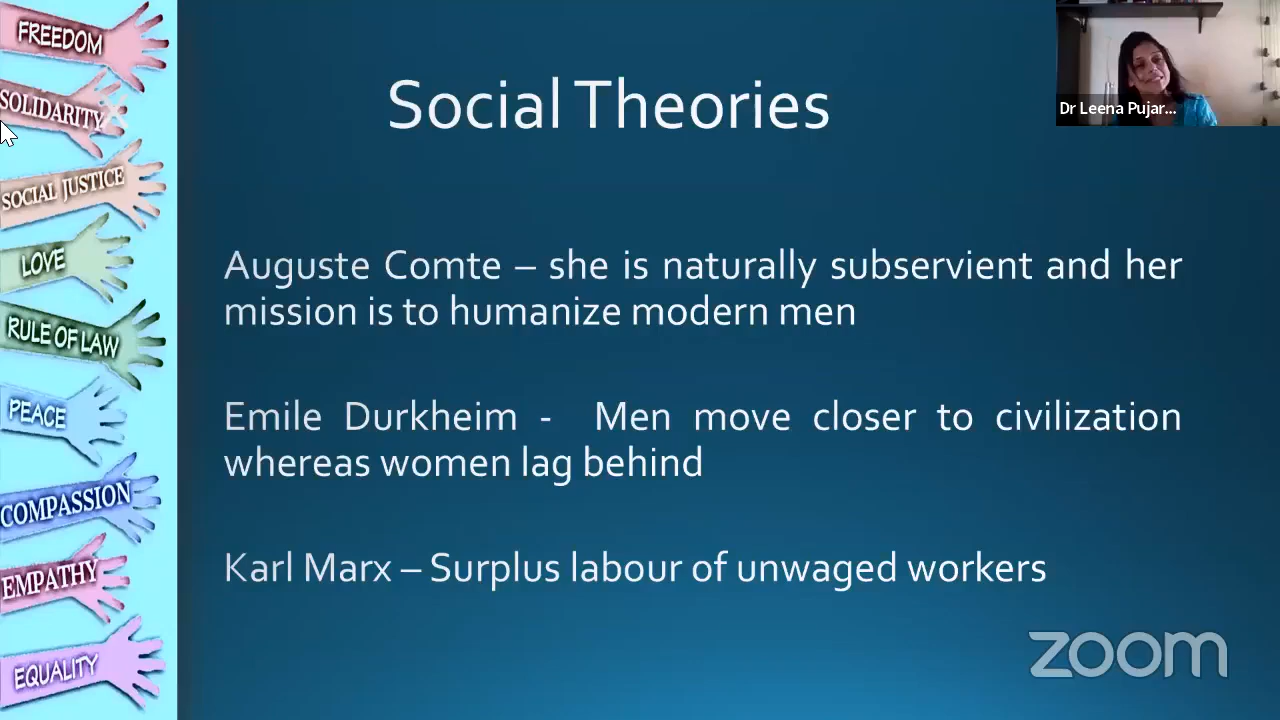 FREEDOM
SOLIDARITY
SOCIAL JUSTICE
LOVE
RULE OF LAW
PEACE
COMPASSION
EMPATHY
EQUALITY
Social Theories
Dr Leena Pujar...
Auguste Comte – she is naturally subservient and her
mission is to humanize modern men
Emile Durkheim - Men move closer to civilization
whereas women lag behind
Karl Marx – Surplus labour of unwaged workers
zoom